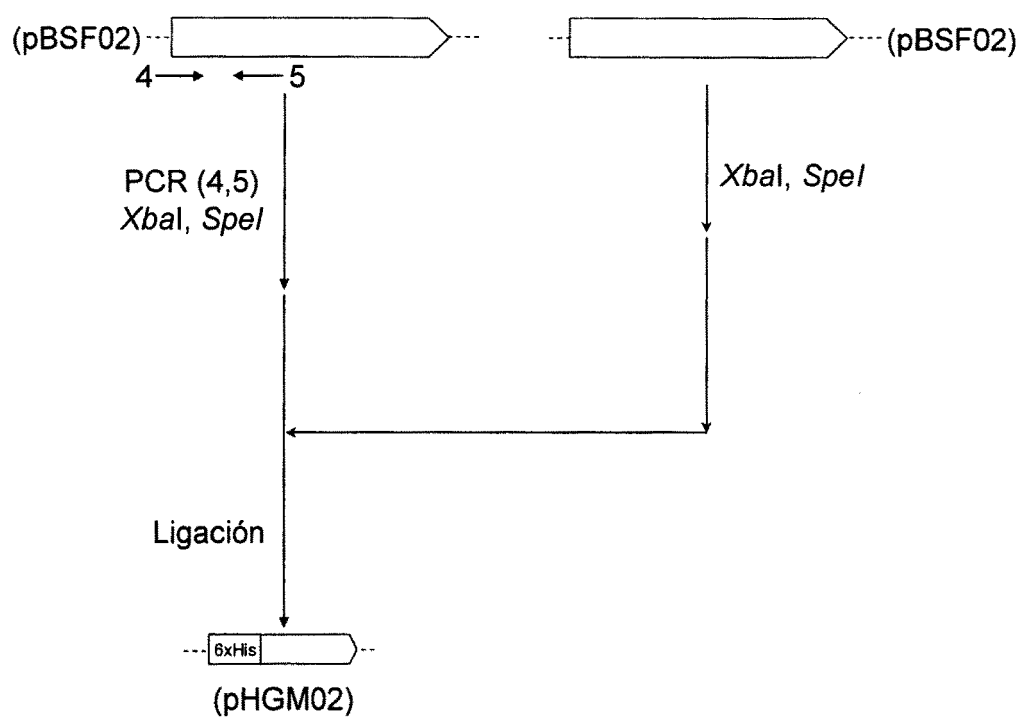 (pBSF02)
(pBSF02)
4
5
PCR (4,5)
XbaI, SpeI
XbaI, SpeI
Ligación
6xHis
(pHGM02)